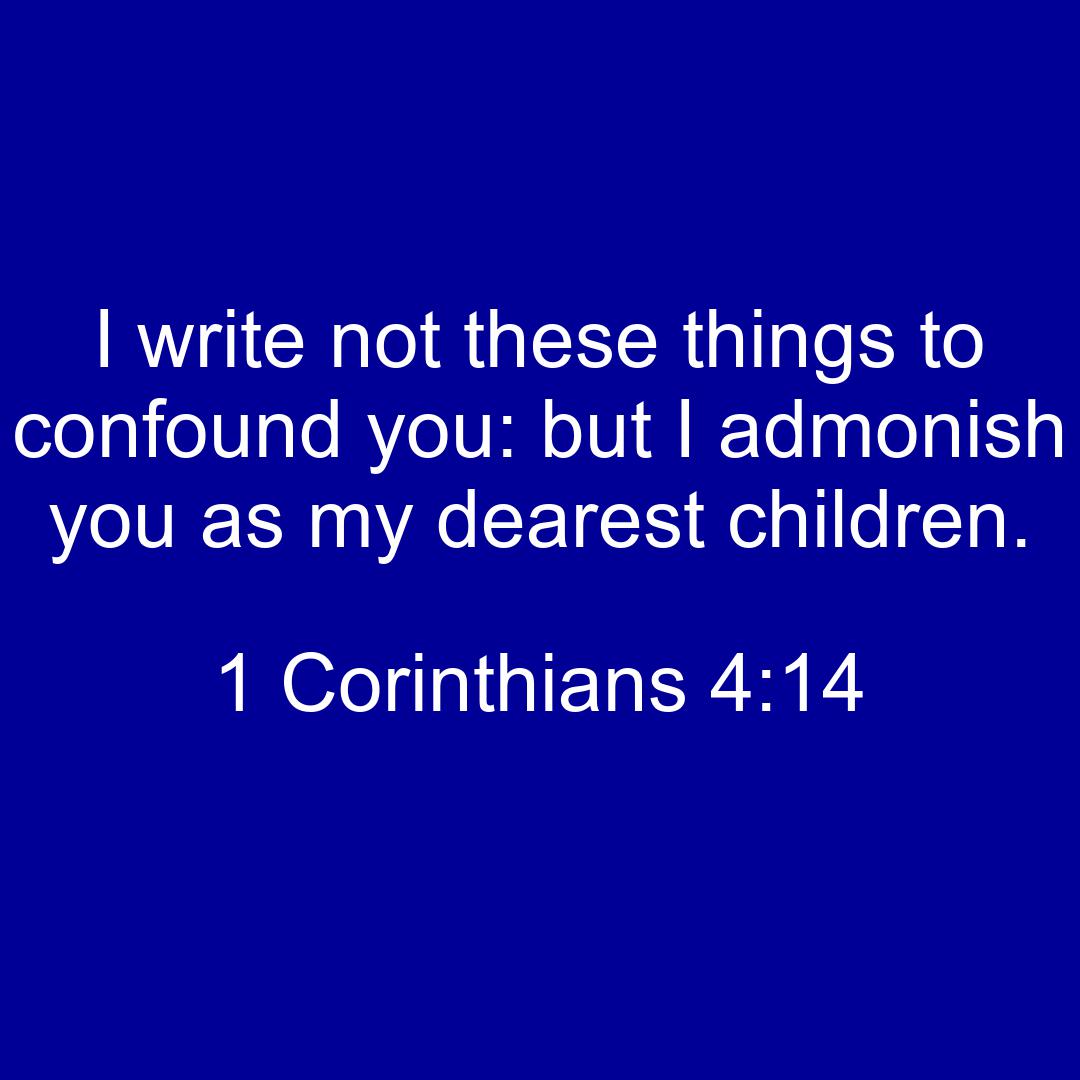 I write not these things to
confound you: but I admonish
you as my dearest children.
1 Corinthians 4:14